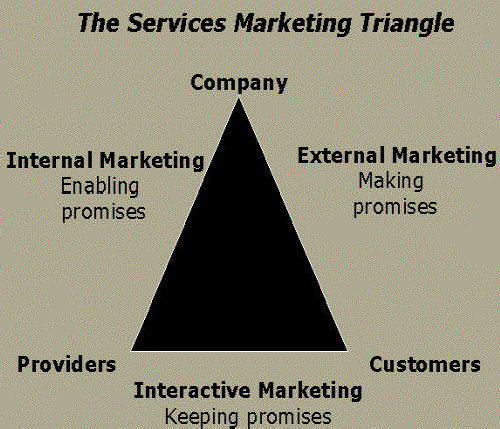 The Services Marketing Triangle
Company
Internal Marketing
Enabling
promises
External Marketing
Making
promises
Providers
Customers
Interactive Marketing
Keeping promises